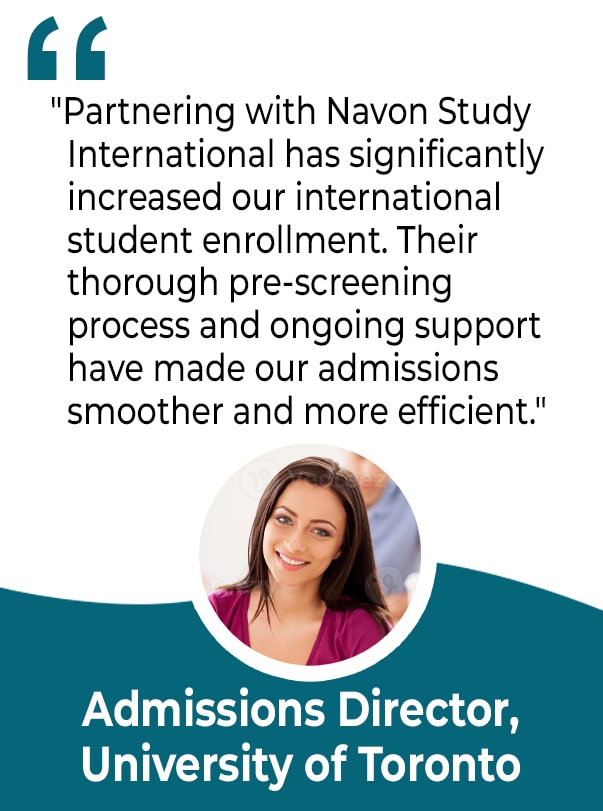 "Partnering with Navon Study
International has significantly
increased our international
student enrollment. Their
thorough pre-screening
process and ongoing support
have made our admissions
smoother and more efficient."
Admissions Director,
University of Toronto